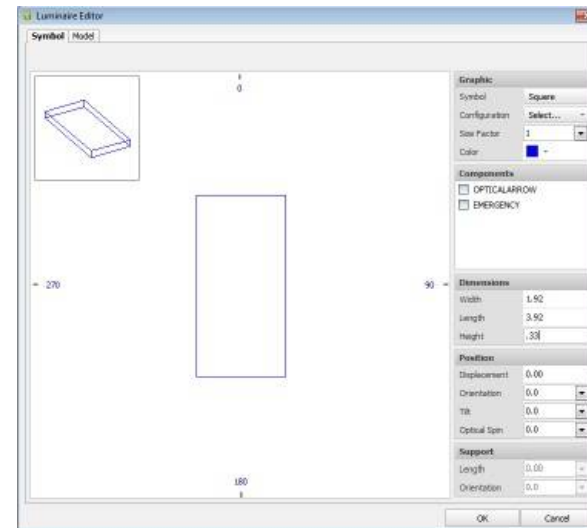 Luminaire Editor
Symbol Model
0
270
90
180
Graphic
Symbol Square
Configuration Select...
Size Factor 1
Color
Components
OPTICALARROW
EMERGENCY
Dimensions
Width 1.92
Length 3.92
Height .33
Position
Displacement 0.00
Orientation 0.0
Tilt 0.0
Optical Spin 0.0
Support
Length 0.00
Orientation 0.0
OK Cancel